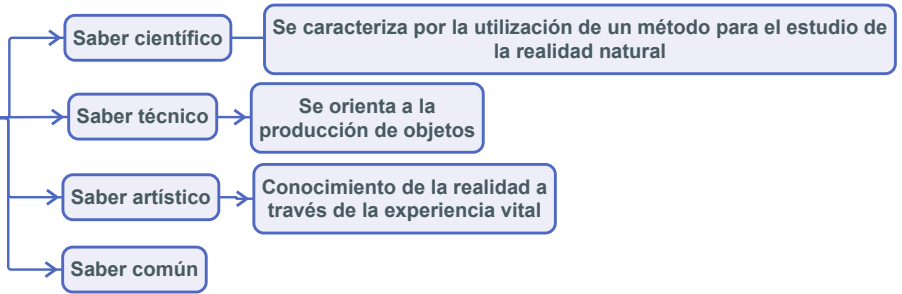 Saber científico
Se caracteriza por la utilización de un método para el estudio de
la realidad natural
Saber técnico
Se orienta a la
producción de objetos
Saber artístico
Conocimiento de la realidad a
través de la experiencia vital
Saber común